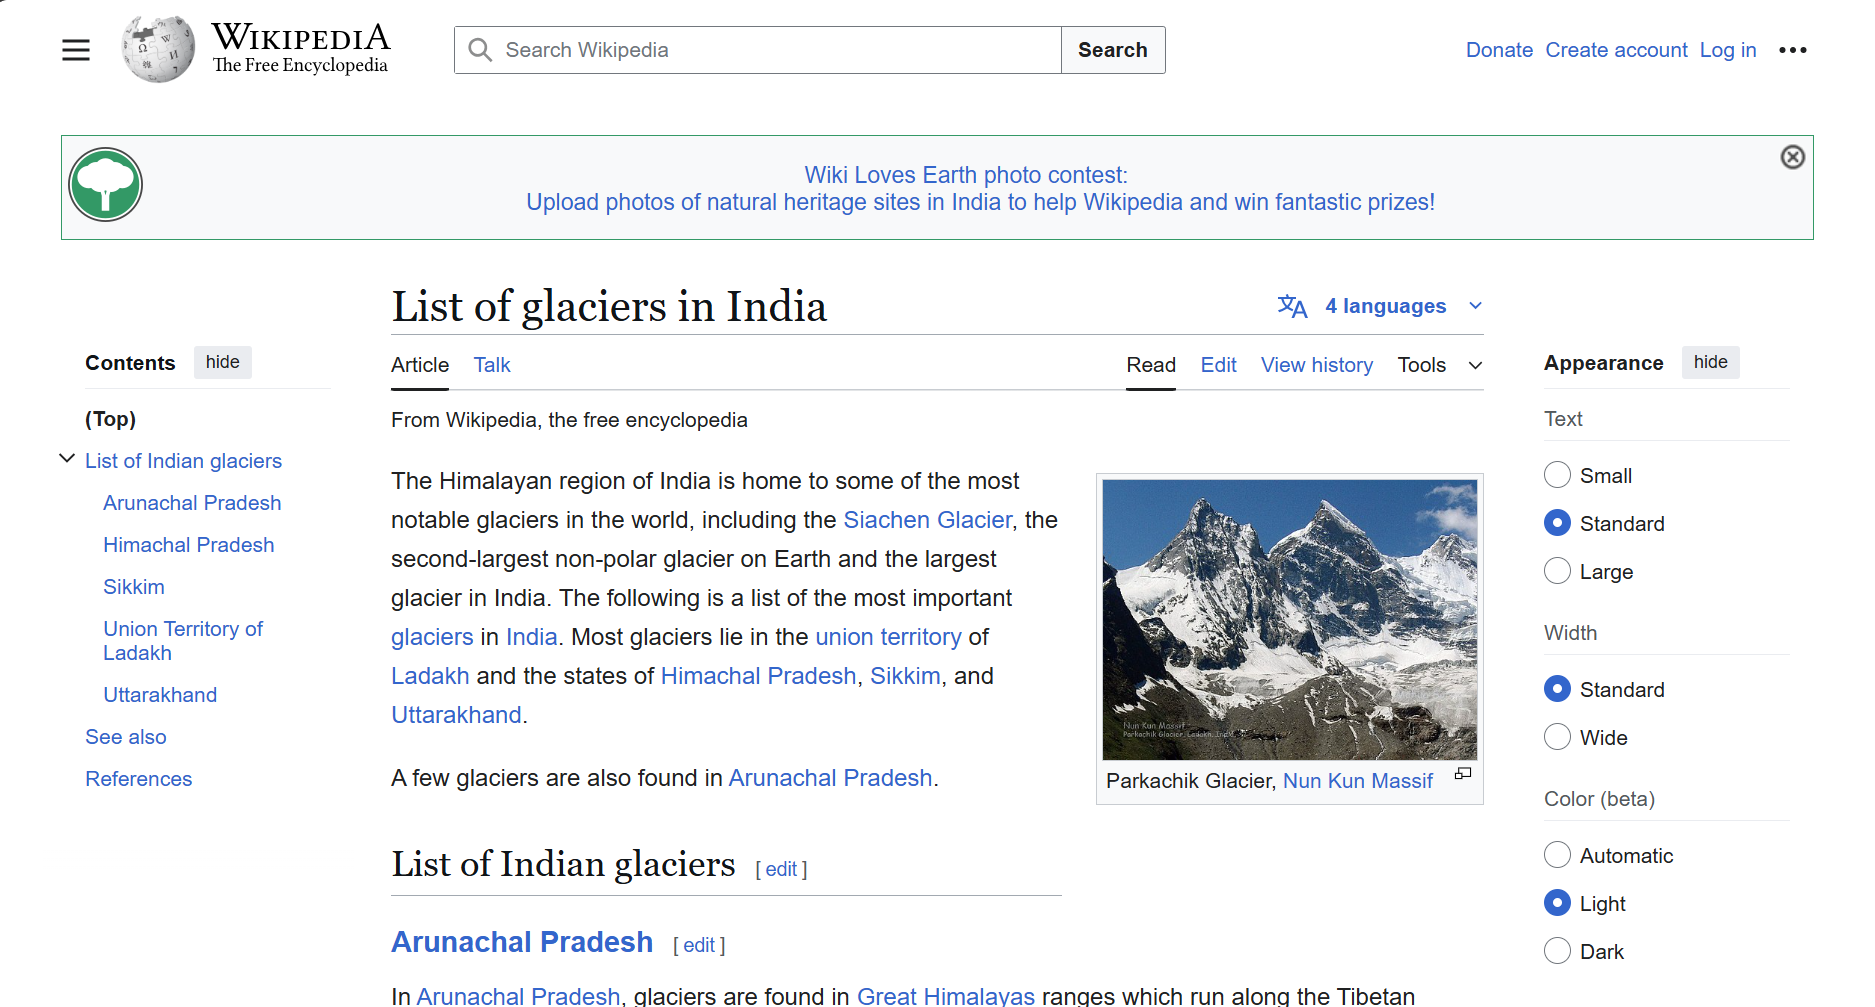 WIKIPEDIA
The Free Encyclopedia
Search Wikipedia
Search
Donate Create account Log in
Wiki Loves Earth photo contest:
Upload photos of natural heritage sites in India to help Wikipedia and win fantastic prizes!
Contents hide
(Top)
List of Indian glaciers
Arunachal Pradesh
Himachal Pradesh
Sikkim
Union Territory of
Ladakh
Uttarakhand
See also
References
List of glaciers in India
4 languages
Article Talk
Read Edit View history Tools
From Wikipedia, the free encyclopedia
The Himalayan region of India is home to some of the most
notable glaciers in the world, including the Siachen Glacier, the
second-largest non-polar glacier on Earth and the largest
glacier in India. The following is a list of the most important
glaciers in India. Most glaciers lie in the union territory of
Ladakh and the states of Himachal Pradesh, Sikkim, and
Uttarakhand.
A few glaciers are also found in Arunachal Pradesh.
Nun Kun Massif
Parkachik Glacier, Ladakh, India
Parkachik Glacier, Nun Kun Massif
List of Indian glaciers [ edit ]
Arunachal Pradesh [ edit ]
In Arunachal Pradesh, glaciers are found in Great Himalayas ranges which run along the Tibetan
Appearance hide
Text
Small
Standard
Large
Width
Standard
Wide
Color (beta)
Automatic
Light
Dark